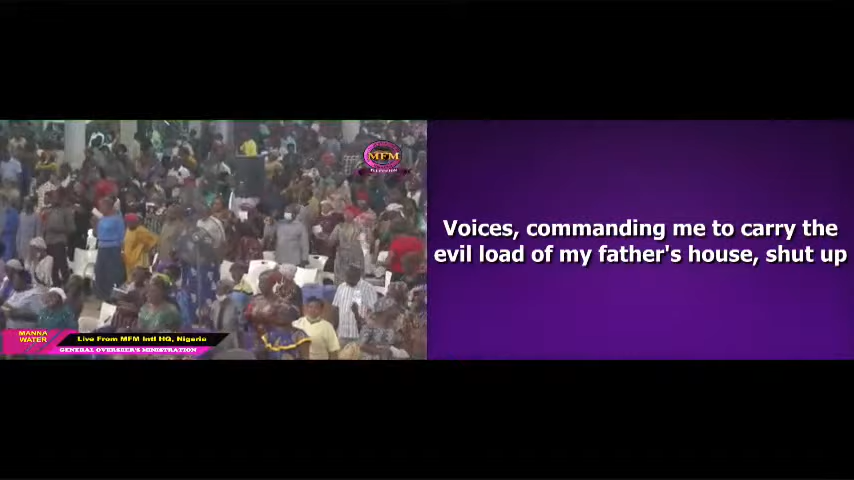 MFM
TELEVISION
MANNA
WATER
Live From MFM Intl HQ, Nigeria
GENERAL OVERSEER'S MINISTRATION
Voices, commanding me to carry the
evil load of my father's house, shut up